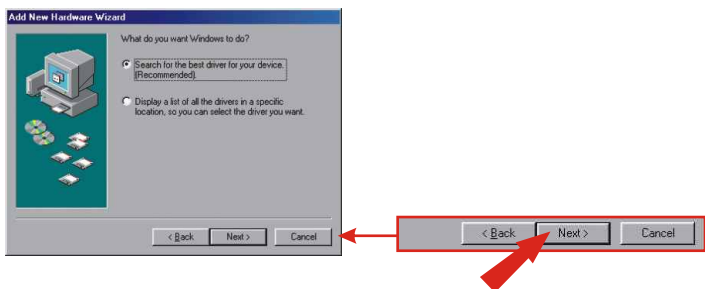 Add New Hardware Wizard
What do you want Windows to do?
Search for the best driver for your device.
(Recommended).
Display a list of all the drivers in a specific
location, so you can select the driver you want.
< Back Next > Cancel
< Back Next > Cancel